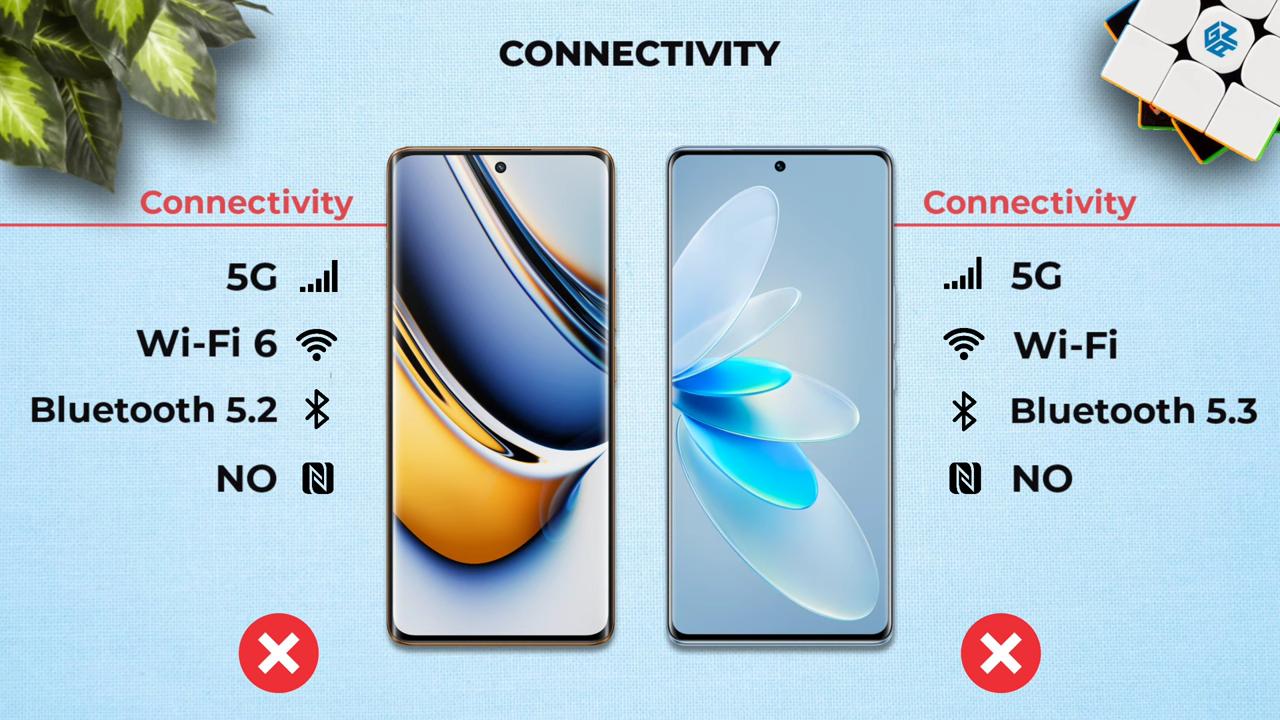 CONNECTIVITY
Connectivity
5G
Wi-Fi 6
Bluetooth 5.2
NO
Connectivity
5G
Wi-Fi
Bluetooth 5.3
NO